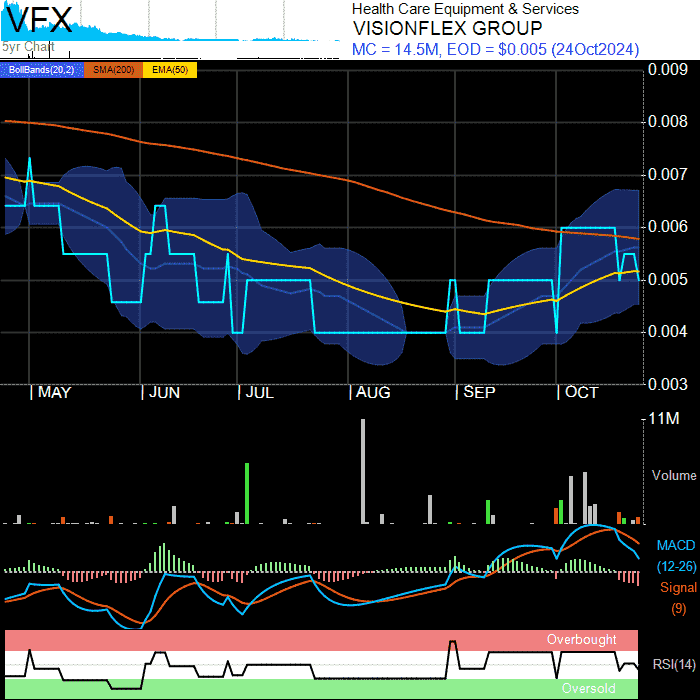 VFX
5yr Chart
Health Care Equipment & Services
VISIONFLEX GROUP
MC = 14.5M, EOD = $0.005 (24Oct2024)
BollBands(20,2) SMA(200) EMA(50)
0.009
0.008
0.007
0.006
0.005
0.004
0.003
MAY JUN JUL AUG SEP OCT
11M
Volume
MACD
(12-26)
Signal
(9)
Overbought
RSI(14)
Oversold